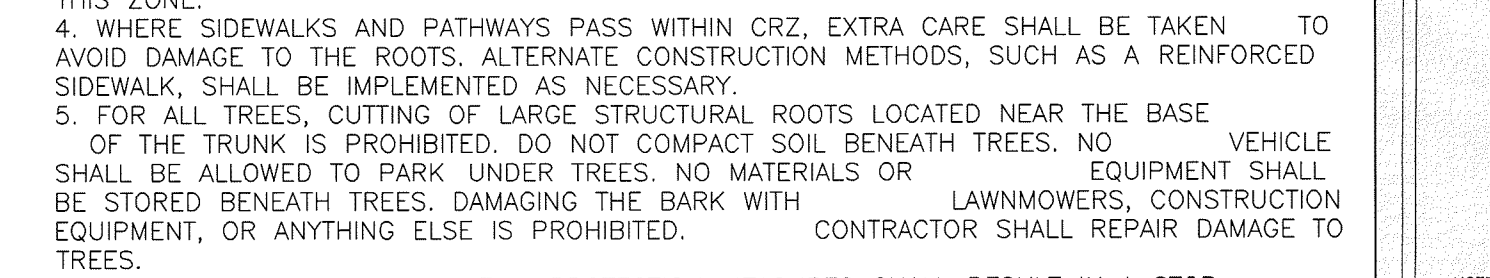 THIS ZONE.
4. WHERE SIDEWALKS AND PATHWAYS PASS WITHIN CRZ, EXTRA CARE SHALL BE TAKEN TO
AVOID DAMAGE TO THE ROOTS. ALTERNATE CONSTRUCTION METHODS, SUCH AS A REINFORCED
SIDEWALK, SHALL BE IMPLEMENTED AS NECESSARY.
5. FOR ALL TREES, CUTTING OF LARGE STRUCTURAL ROOTS LOCATED NEAR THE BASE
OF THE TRUNK IS PROHIBITED. DO NOT COMPACT SOIL BENEATH TREES. NO VEHICLE
SHALL BE ALLOWED TO PARK UNDER TREES. NO MATERIALS OR EQUIPMENT SHALL
BE STORED BENEATH TREES. DAMAGING THE BARK WITH LAWNMOWERS, CONSTRUCTION
EQUIPMENT, OR ANYTHING ELSE IS PROHIBITED. CONTRACTOR SHALL REPAIR DAMAGE TO
TREES.